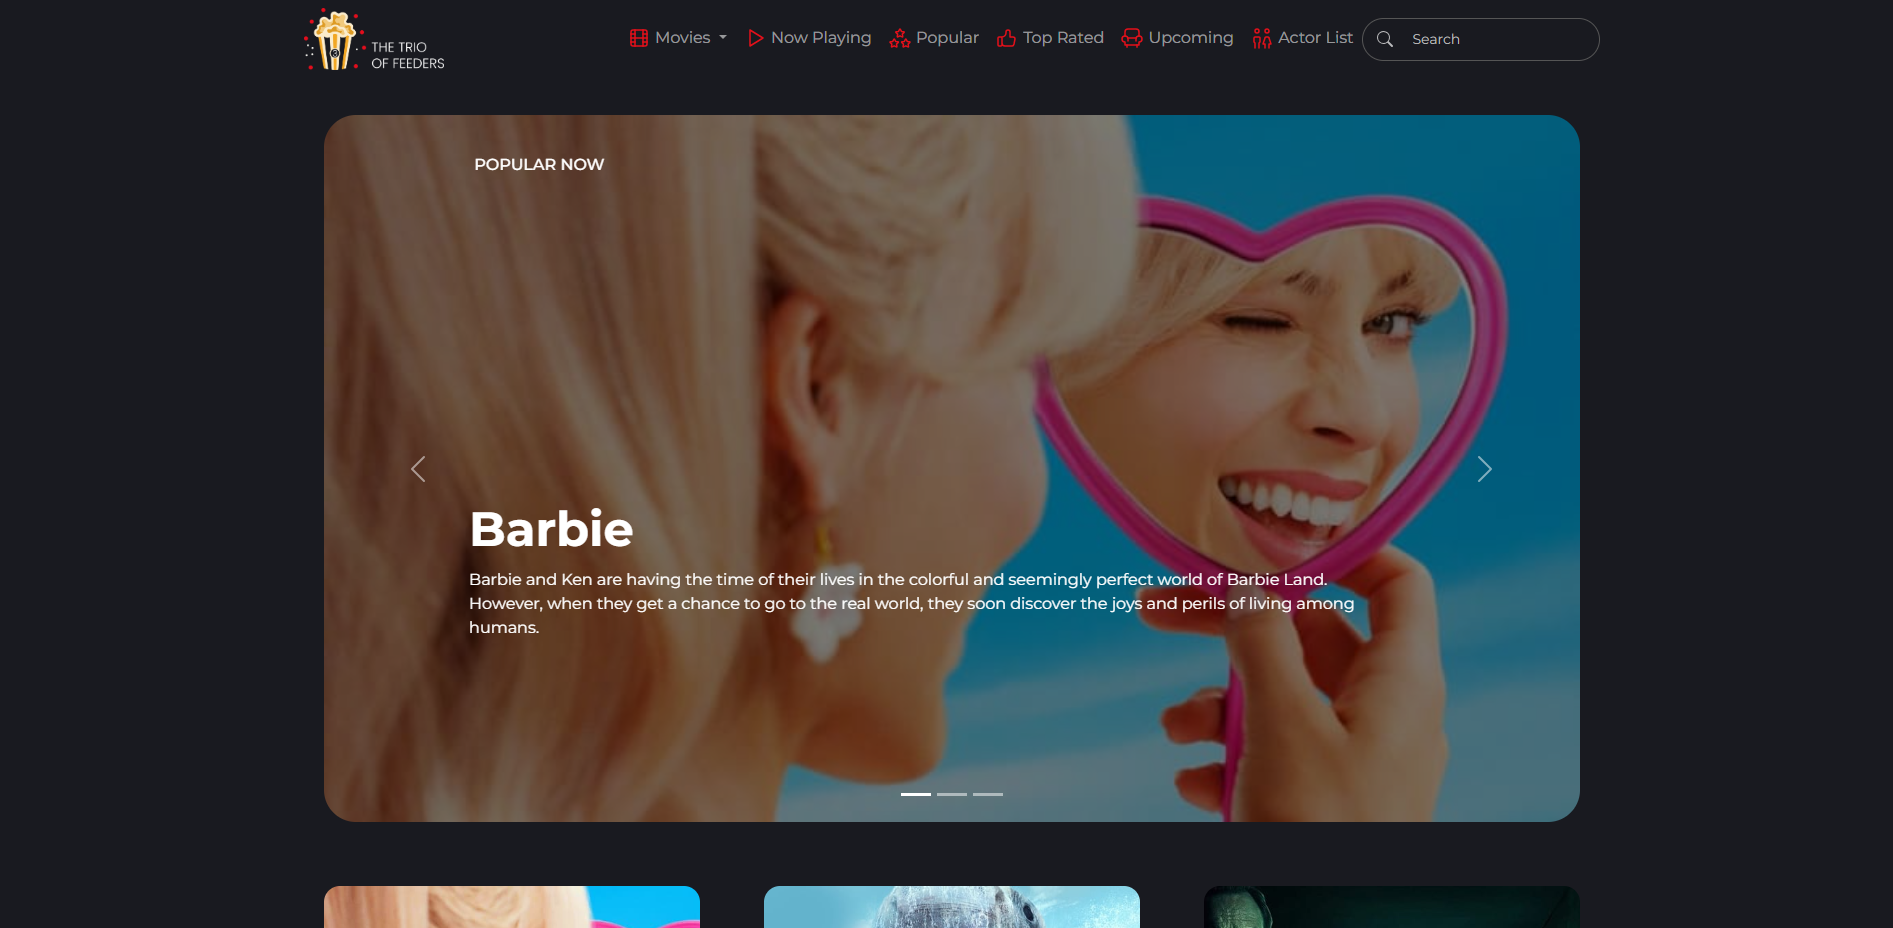 THE TRIO
OF FEEDERS
Movies
Now Playing
Popular
Top Rated
Upcoming
Actor List
Search
POPULAR NOW
Barbie
Barbie and Ken are having the time of their lives in the colorful and seemingly perfect world of Barbie Land.
However, when they get a chance to go to the real world, they soon discover the joys and perils of living among
humans.